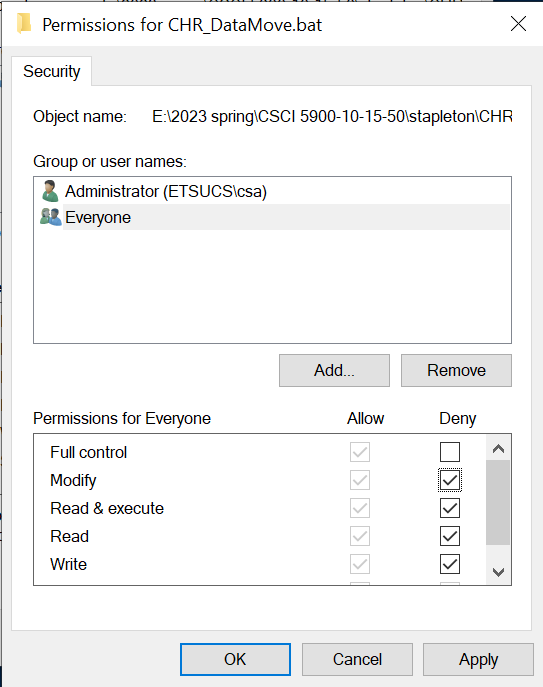 Permissions for CHR_DataMove.bat
Security
Object name: E:\2023 spring\CSCI 5900-10-15-50\stapleton\CHR
Group or user names:
Administrator (ETSUCS\csa)
Everyone
Add... Remove
Permissions for Everyone Allow Deny
Full control
Modify
Read & execute
Read
Write
OK Cancel Apply